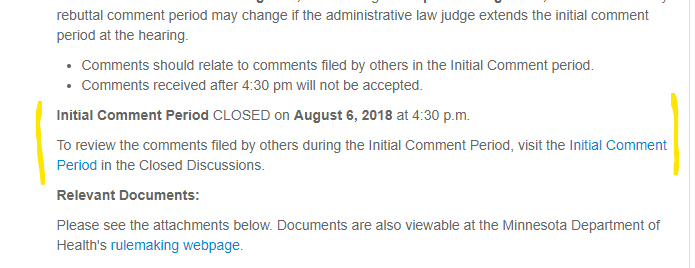 rebuttal comment period may change if the administrative law judge extends the initial comment
period at the hearing.
• Comments should relate to comments filed by others in the Initial Comment period.
• Comments received after 4:30 pm will not be accepted.
Initial Comment Period CLOSED on August 6, 2018 at 4:30 p.m.
To review the comments filed by others during the Initial Comment Period, visit the Initial Comment
Period in the Closed Discussions.
Relevant Documents:
Please see the attachments below. Documents are also viewable at the Minnesota Department of
Health's rulemaking webpage.